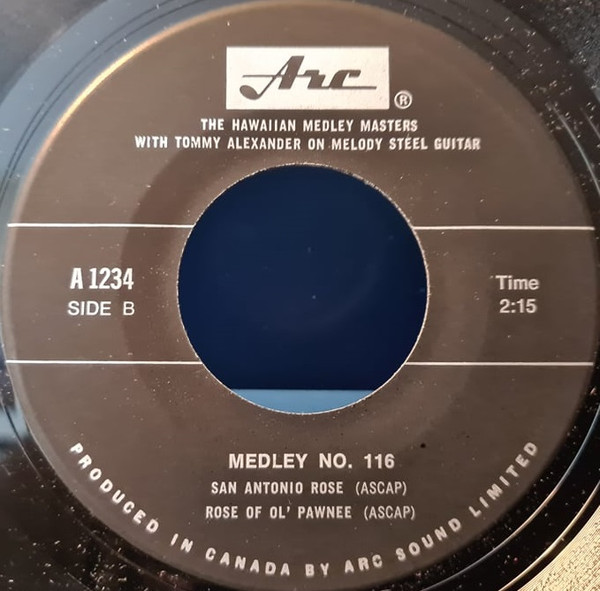 Arc ®
THE HAWAIIAN MEDLEY MASTERS
WITH TOMMY ALEXANDER ON MELODY STEEL GUITAR
A 1234
SIDE B
Time
2:15
MEDLEY NO. 116
SAN ANTONIO ROSE (ASCAP)
ROSE OF OL' PAWNEE (ASCAP)
PRODUCED IN CANADA BY ARC SOUND LIMITED